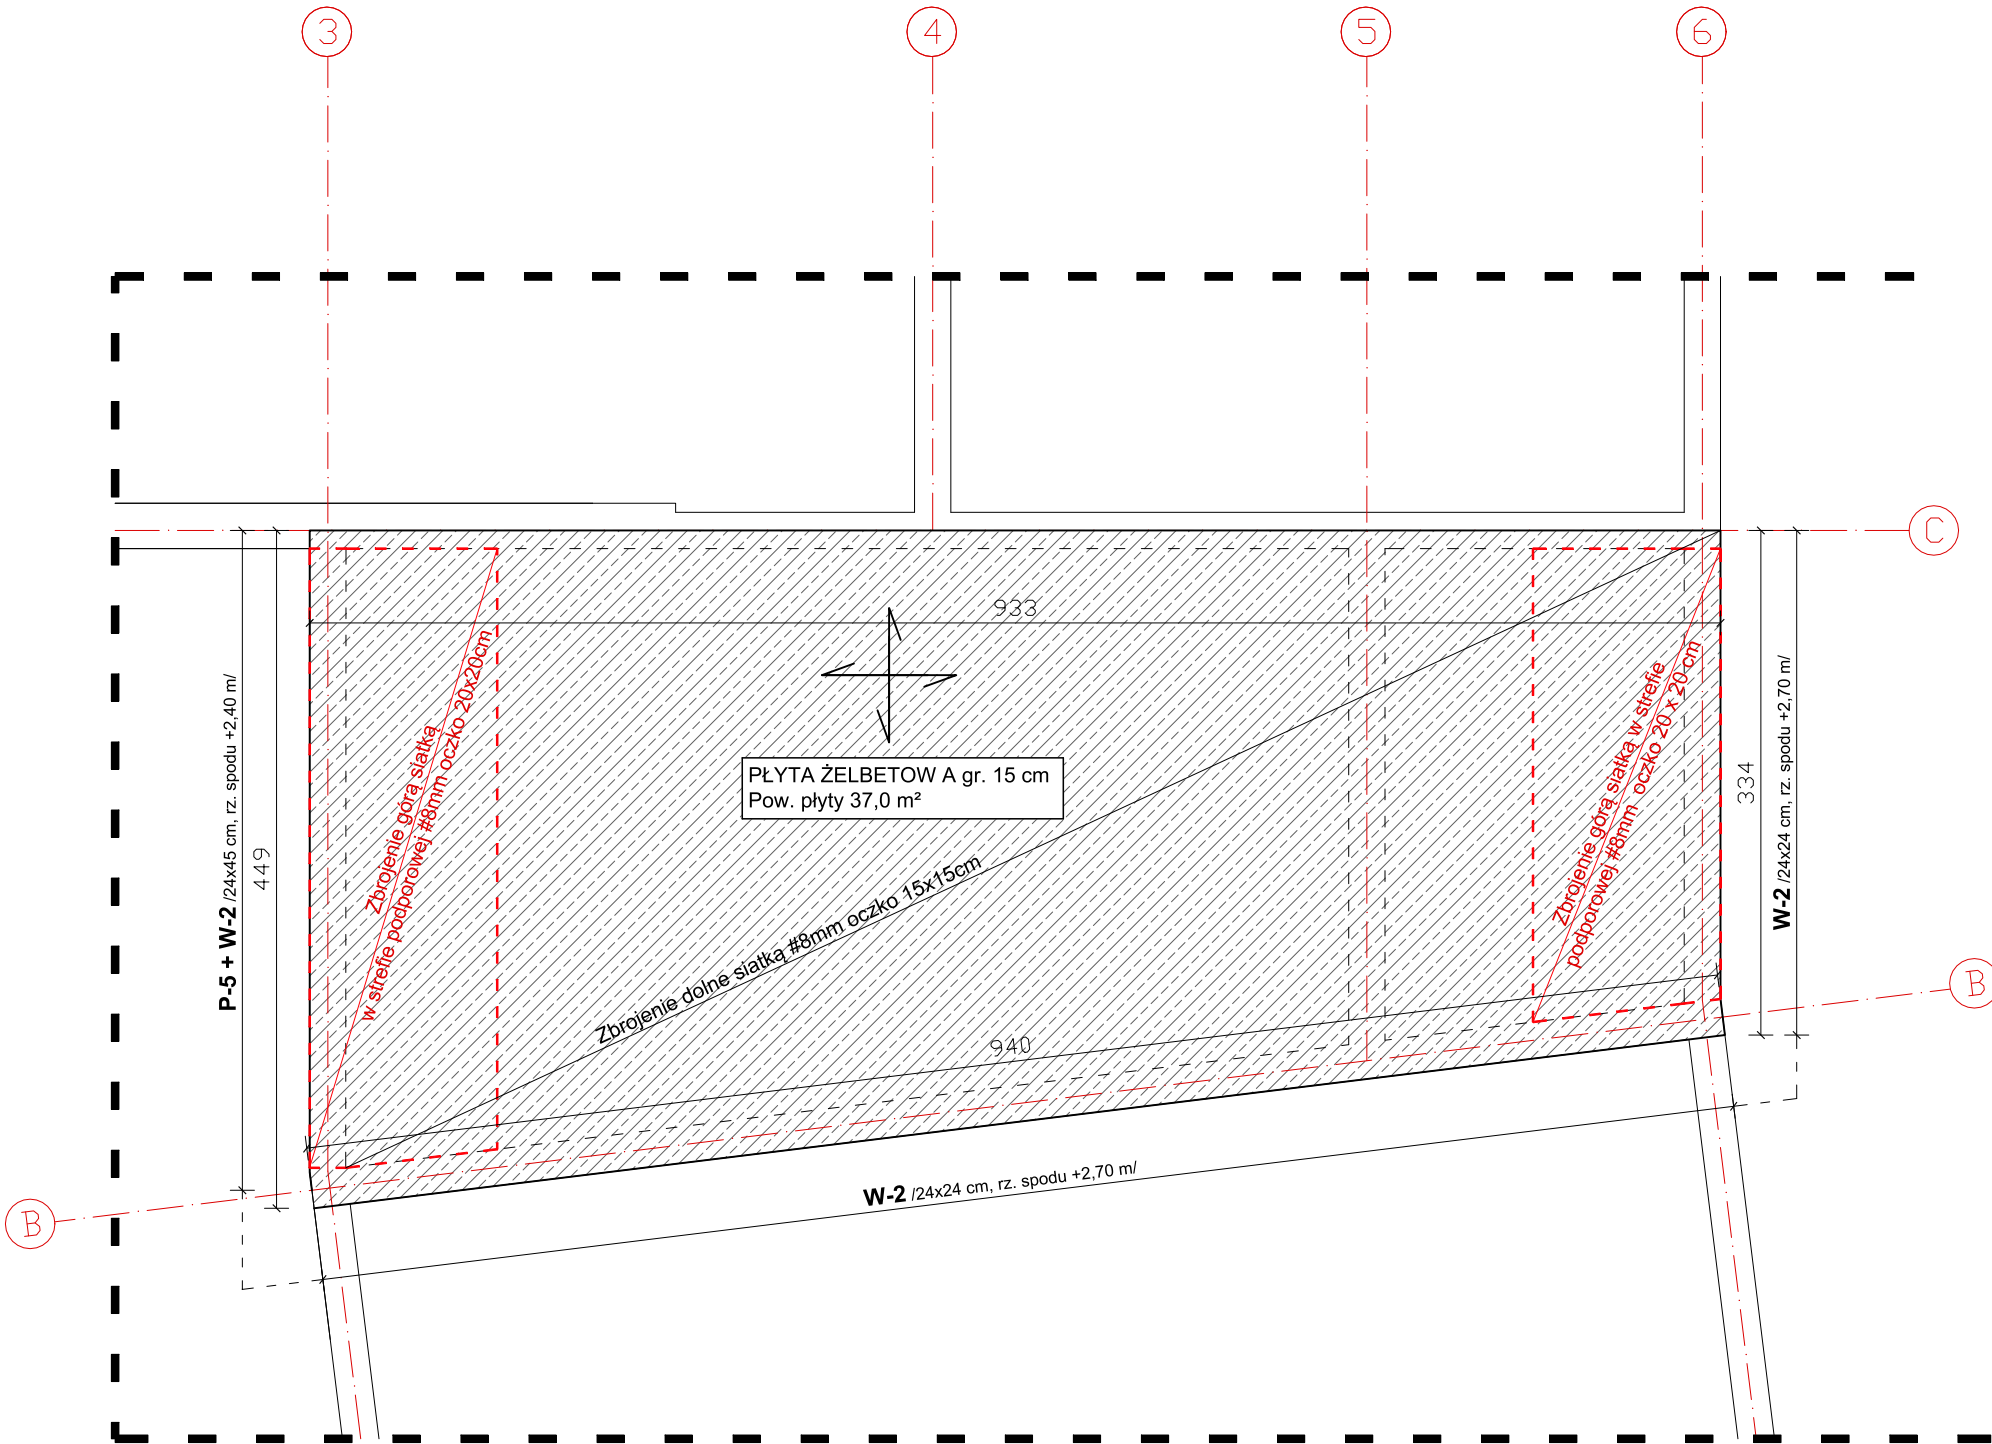 3
4
5
6
C
933
Zbrojenie górą siatką
w strefie podporowej #8mm oczko 20x20cm
Zbrojenie górą siatką w strefie
podporowej #8mm oczko 20 x 20 cm
P-5 + W-2 /24x45 cm, rz. spodu +2,40 m/
449
PŁYTA ŻELBETOW A gr. 15 cm
Pow. płyty 37,0 m²
334
W-2 /24x24 cm, rz. spodu +2,70 m/
Zbrojenie dolne siatką #8mm oczko 15x15cm
B
940
W-2 /24x24 cm, rz. spodu +2,70 m/
B